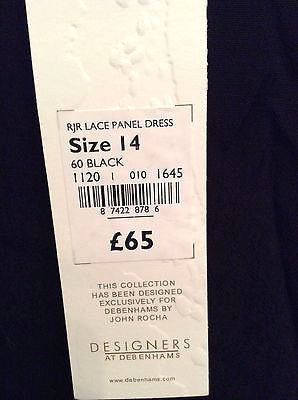 RJR LACE PANEL DRESS
Size 14
60 BLACK
1120 1 010 1645
8 7422 878 6
£65
THIS COLLECTION
HAS BEEN DESIGNED
EXCLUSIVELY FOR
DEBENHAMS BY
JOHN ROCHA
DESIGNERS
AT DEBENHAMS
www.debenhams.com